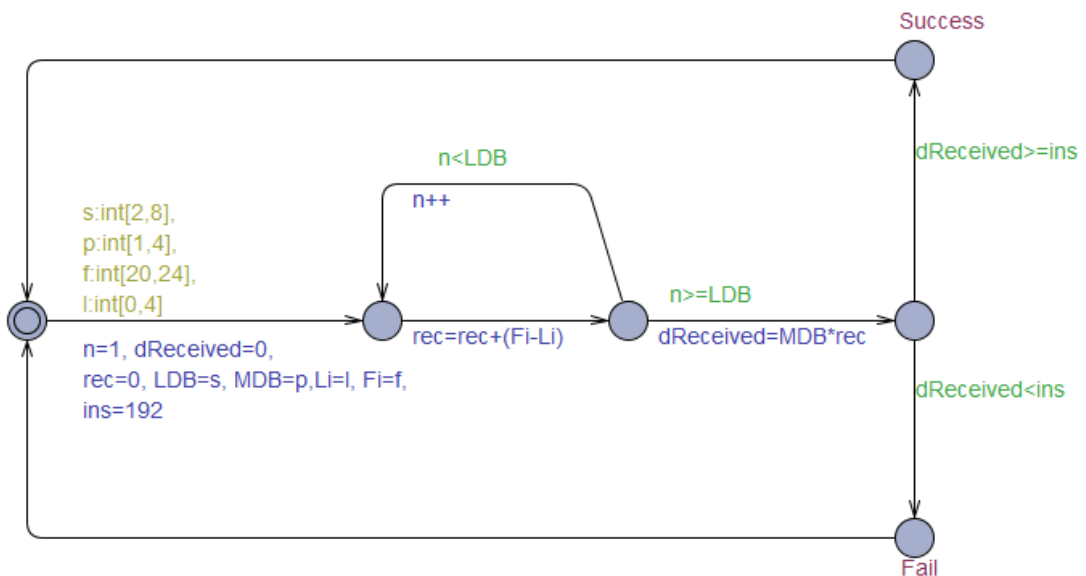 Success
dReceived>=ins
n<LDB
n++
s:int[2,8],
p:int[1,4],
f:int[20,24],
l:int[0,4]
n>=LDB
n=1, dReceived=0,
rec=0, LDB=s, MDB=p,Li=l, Fi=f,
ins=192
rec=rec+(Fi-Li)
dReceived=MDB*rec
dReceived<ins
Fail